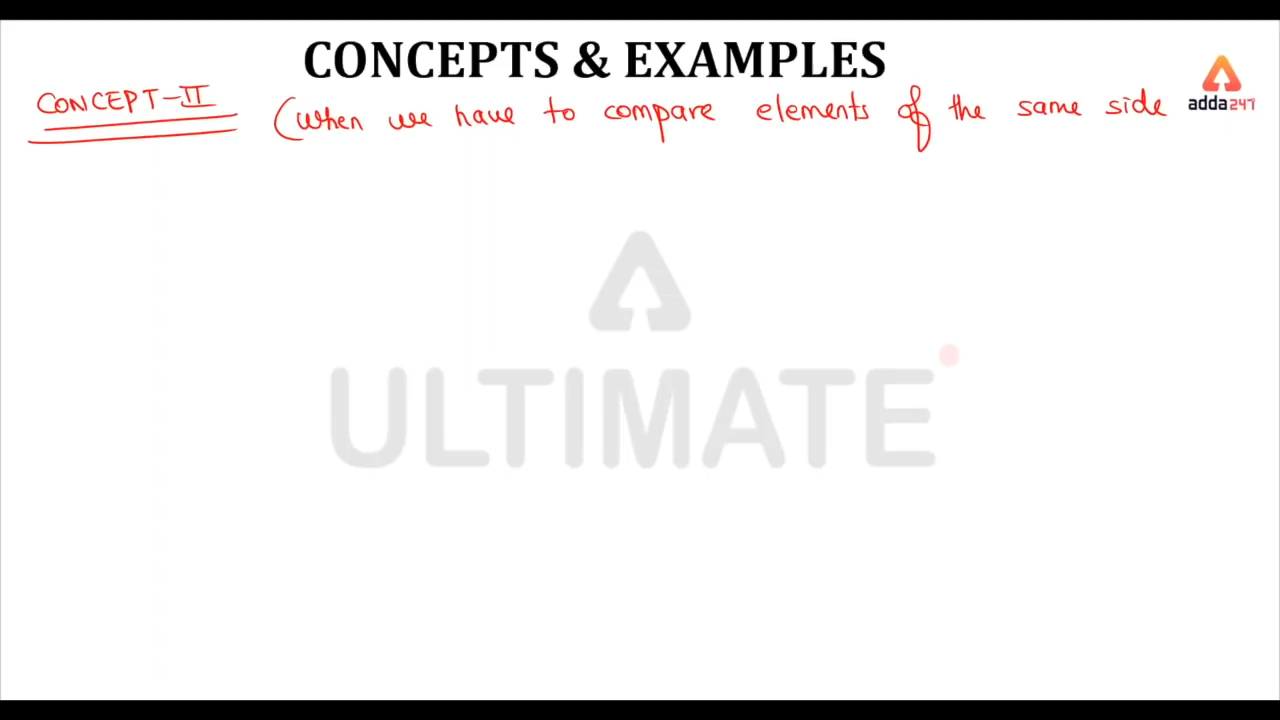 CONCEPTS & EXAMPLES
CONCEPT-II (when we have to compare elements of the same side
adda247
ULTIMATE